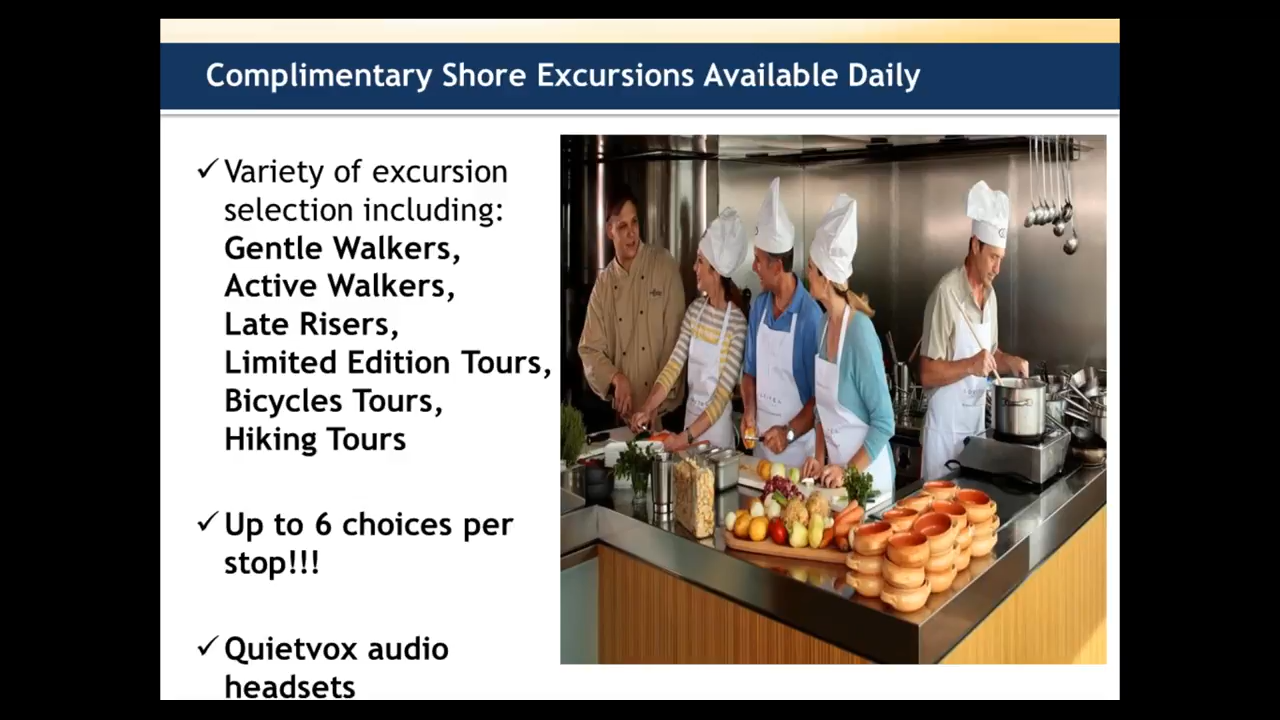 Complimentary Shore Excursions Available Daily
✓ Variety of excursion
selection including:
Gentle Walkers,
Active Walkers,
Late Risers,
Limited Edition Tours,
Bicycles Tours,
Hiking Tours
✓ Up to 6 choices per
stop!!!
✓ Quietvox audio
headsets